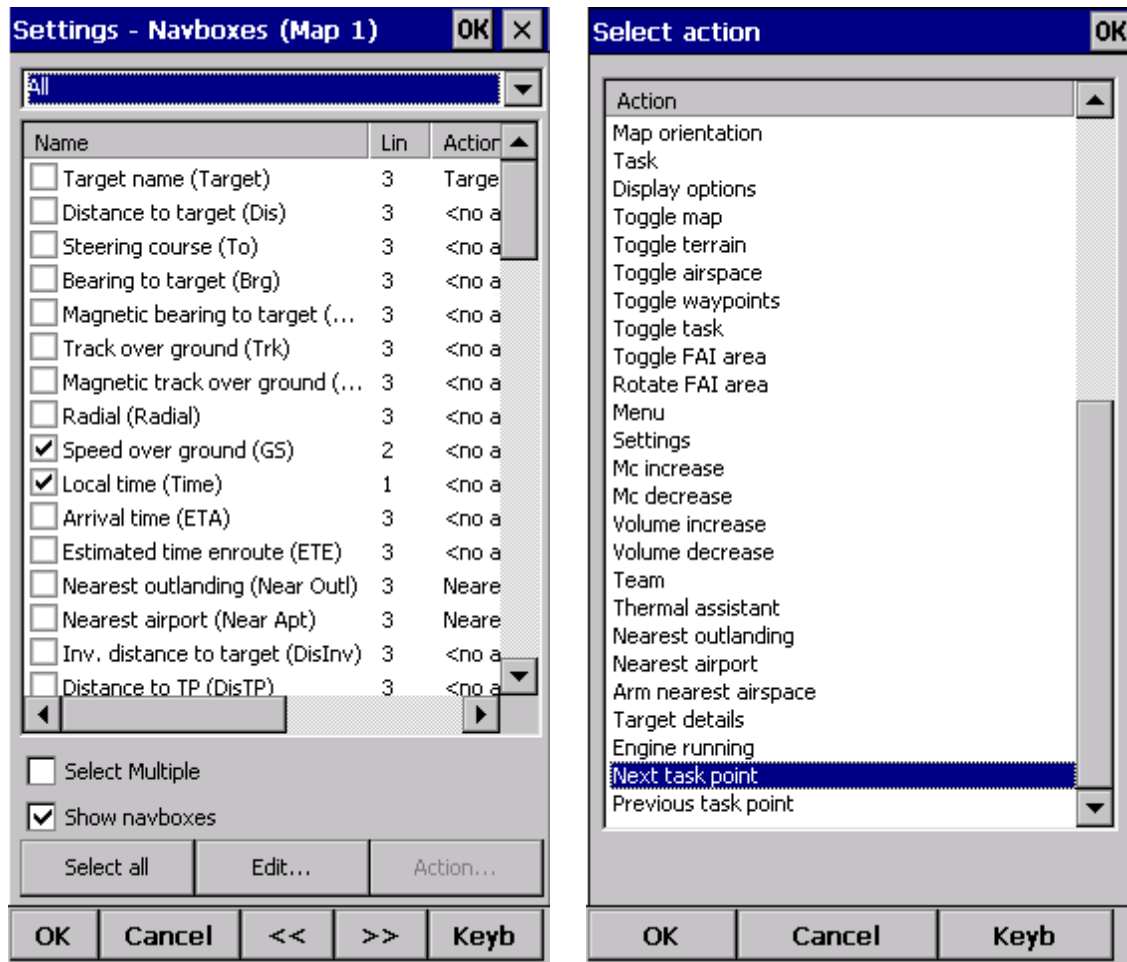 Settings - Navboxes (Map 1) OK
All
Name Lin Action
Target name (Target) 3 Targe
Distance to target (Dis) 3 <no a
Steering course (To) 3 <no a
Bearing to target (Brg) 3 <no a
Magnetic bearing to target (... 3 <no a
Track over ground (Trk) 3 <no a
Magnetic track over ground (... 3 <no a
Radial (Radial) 3 <no a
Speed over ground (GS) 2 <no a
Local time (Time) 1 <no a
Arrival time (ETA) 3 <no a
Estimated time enroute (ETE) 3 <no a
Nearest outlanding (Near Outl) 3 Neare
Nearest airport (Near Apt) 3 Neare
Inv. distance to target (DisInv) 3 <no a
Distance to TP (DisTP) 3 <no a
Select Multiple
Show navboxes
Select all Edit... Action...
OK Cancel << >> Keyb
Select action OK
Action
Map orientation
Task
Display options
Toggle map
Toggle terrain
Toggle airspace
Toggle waypoints
Toggle task
Toggle FAI area
Rotate FAI area
Menu
Settings
Mc increase
Mc decrease
Volume increase
Volume decrease
Team
Thermal assistant
Nearest outlanding
Nearest airport
Arm nearest airspace
Target details
Engine running
Next task point
Previous task point
OK Cancel Keyb